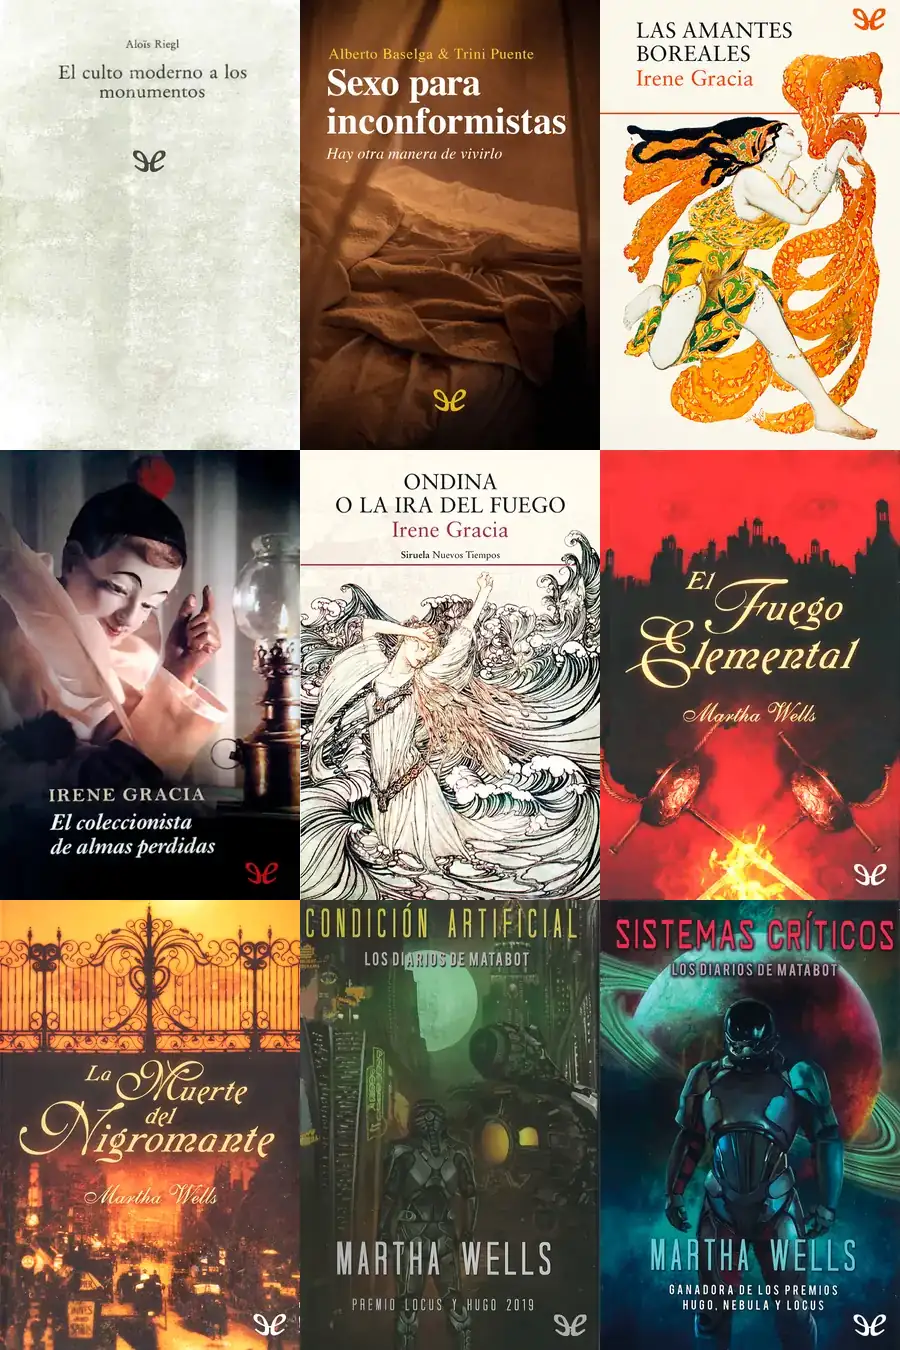 Aloïs Riegl
El culto moderno a los
monumentos
Alberto Baselga & Trini Puente
Sexo para
inconformistas
Hay otra manera de vivirlo
LAS AMANTES
BOREALES
Irene Gracia
IRENE GRACIA
El coleccionista
de almas perdidas
ONDINA
O LA IRA DEL FUEGO
Irene Gracia
Siruela Nuevos Tiempos
El Fuego
Elemental
Martha Wells
La Muerte
del
Nigromante
Martha Wells
CONDICIÓN ARTIFICIAL
LOS DIARIOS DE MATABOT
MARTHA WELLS
PREMIO LOCUS Y HUGO 2019
SISTEMAS CRÍTICOS
LOS DIARIOS DE MATABOT
MARTHA WELLS
GANADORA DE LOS PREMIOS
HUGO, NEBULA Y LOCUS